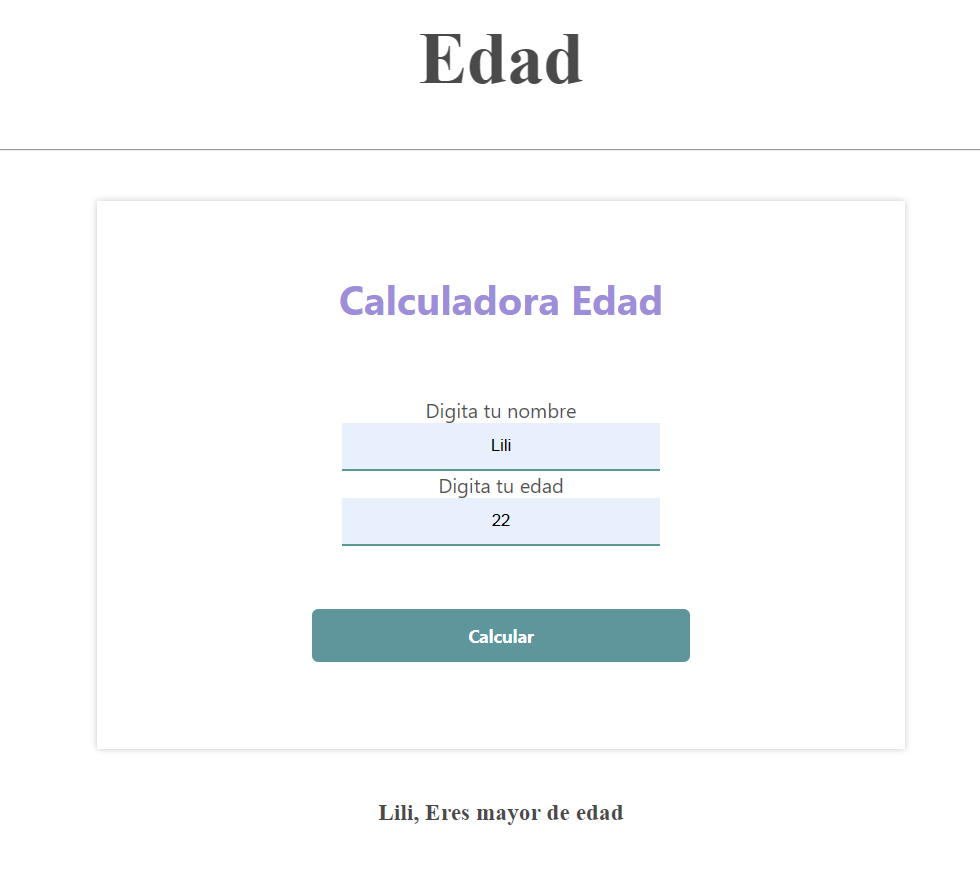 Edad
Calculadora Edad
Digita tu nombre
Lili
Digita tu edad
22
Calcular
Lili, Eres mayor de edad